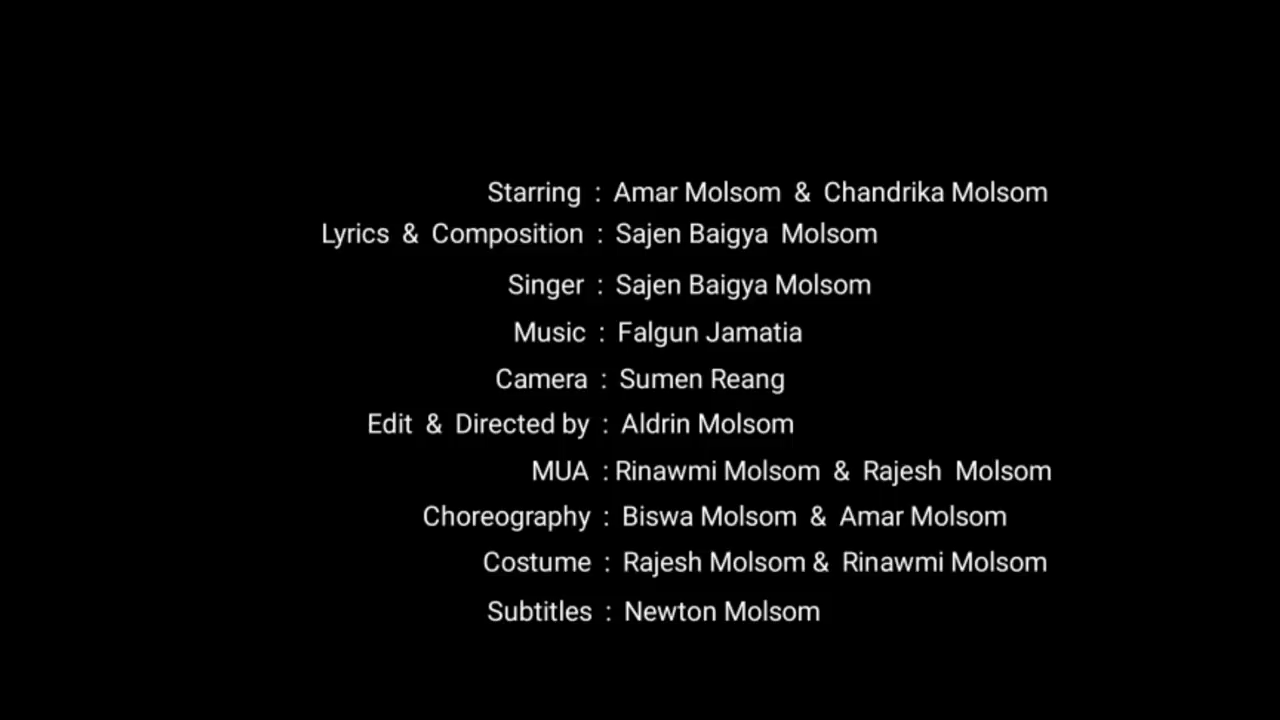 Starring : Amar Molsom & Chandrika Molsom
Lyrics & Composition : Sajen Baigya Molsom
Singer : Sajen Baigya Molsom
Music : Falgun Jamatia
Camera : Sumen Reang
Edit & Directed by : Aldrin Molsom
MUA : Rinawmi Molsom & Rajesh Molsom
Choreography : Biswa Molsom & Amar Molsom
Costume : Rajesh Molsom & Rinawmi Molsom
Subtitles : Newton Molsom